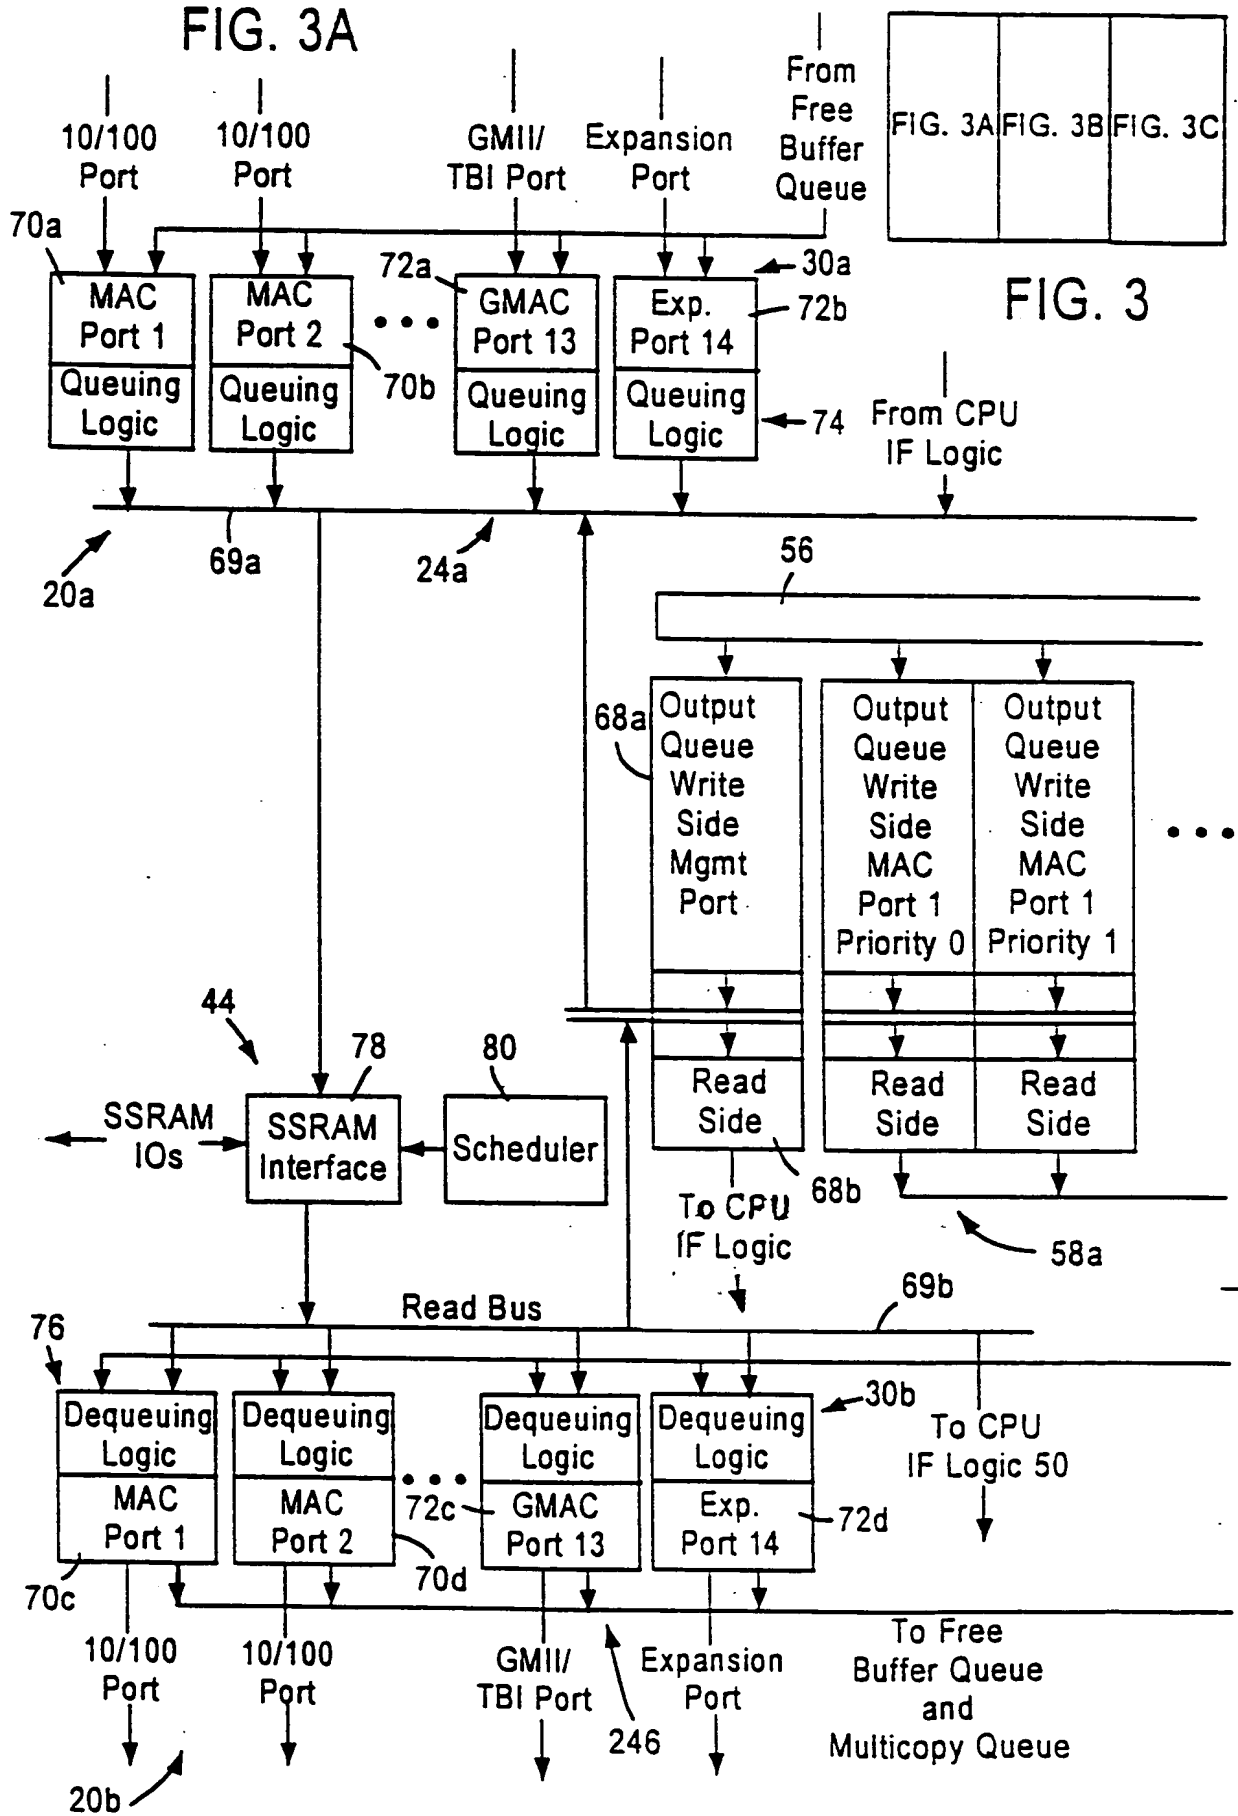 FIG. 3A
From
Free
Buffer
Queue
FIG. 3A
FIG. 3B
FIG. 3C
FIG. 3
10/100
Port
10/100
Port
GMII/
TBI Port
Expansion
Port
70a
72a
30a
MAC
Port 1
Queuing
Logic
MAC
Port 2
Queuing
Logic
70b
GMAC
Port 13
Queuing
Logic
Exp.
Port 14
Queuing
Logic
72b
74
From CPU
IF Logic
20a
69a
24a
56
68a
Output
Queue
Write
Side
Mgmt
Port
Output
Queue
Write
Side
MAC
Port 1
Priority 0
Output
Queue
Write
Side
MAC
Port 1
Priority 1
44
78
80
SSRAM
IOs
SSRAM
Interface
Scheduler
Read
Side
Read
Side
Read
Side
68b
To CPU
IF Logic
58a
Read Bus
69b
76
30b
Dequeuing
Logic
MAC
Port 1
Dequeuing
Logic
MAC
Port 2
72c
Dequeuing
Logic
GMAC
Port 13
Dequeuing
Logic
Exp.
Port 14
72d
To CPU
IF Logic 50
70c
70d
10/100
Port
10/100
Port
GMII/
TBI Port
Expansion
Port
246
To Free
Buffer Queue
and
Multicopy Queue
20b